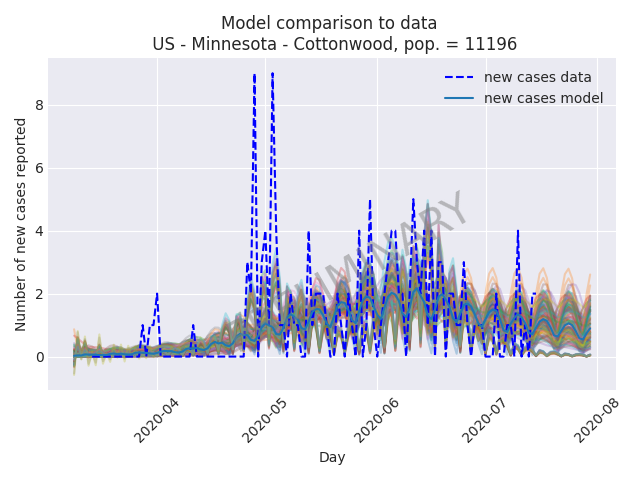 Model comparison to data
US - Minnesota - Cottonwood, pop. = 11196
new cases data
new cases model
PRELIMINARY
Number of new cases reported
8
6
4
2
0
2020-04
2020-05
2020-06
2020-07
2020-08
Day